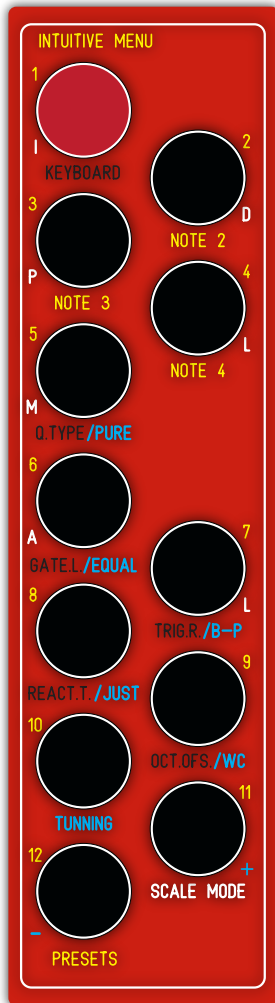 INTUITIVE MENU
1
I
KEYBOARD
2
D
NOTE 2
3
P
NOTE 3
4
L
NOTE 4
5
M
Q.TYPE/PURE
6
A
GATE.L./EQUAL
7
L
TRIG.R./B-P
8
REACT.T./JUST
9
OCT.OFS./WC
10
TUNNING
11
+
SCALE MODE
12
-
PRESETS